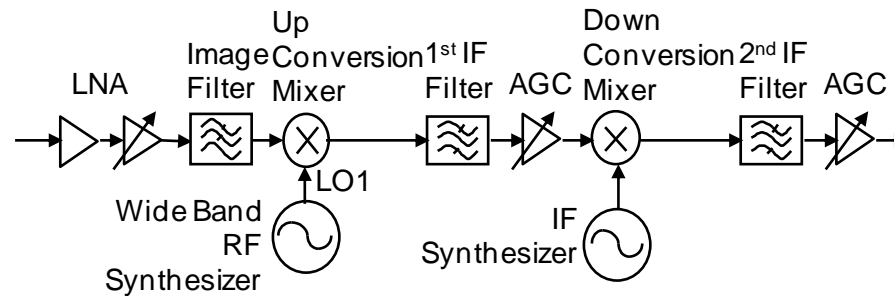 LNA
Image
Filter
Up
Conversion
Mixer
1st IF
Filter
AGC
Down
Conversion
Mixer
2nd IF
Filter
AGC
LO1
Wide Band
RF
Synthesizer
IF
Synthesizer